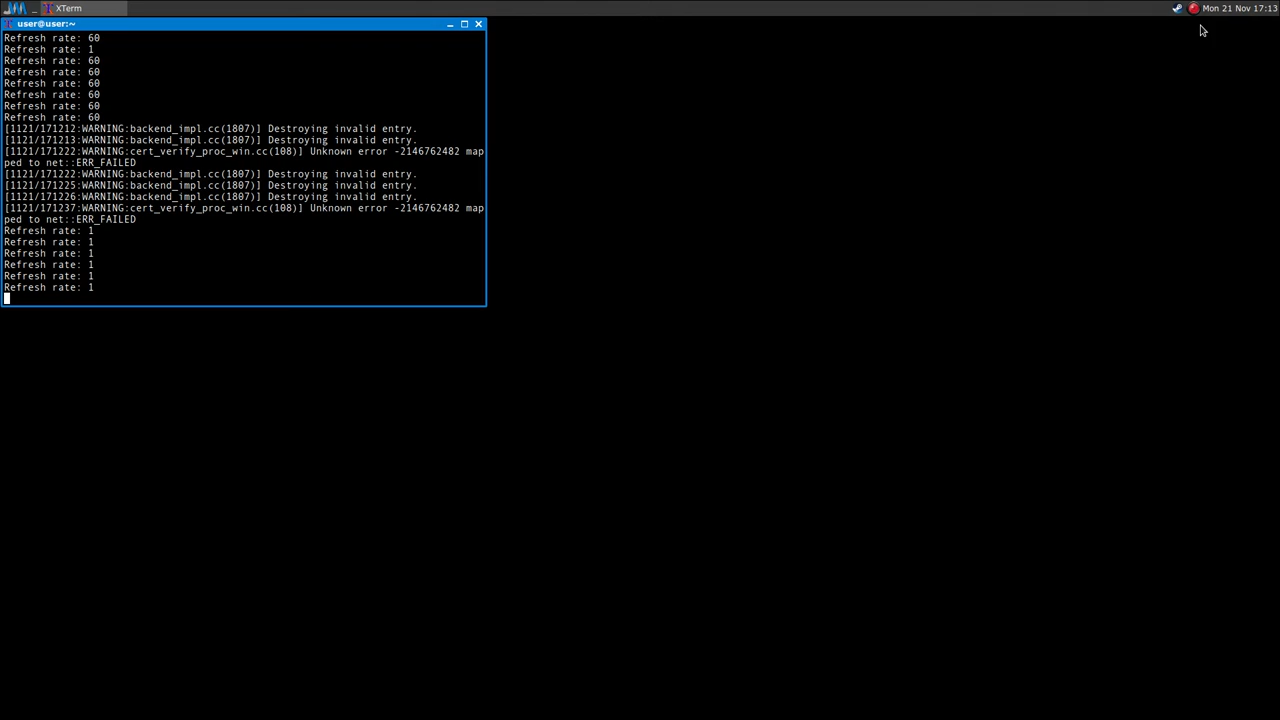 XTerm
Mon 21 Nov 17:13
user@user:~
Refresh rate: 60
Refresh rate: 1
Refresh rate: 60
Refresh rate: 60
Refresh rate: 60
Refresh rate: 60
Refresh rate: 60
Refresh rate: 60
[1121/171212:WARNING:backend_impl.cc(1807)] Destroying invalid entry.
[1121/171213:WARNING:backend_impl.cc(1807)] Destroying invalid entry.
[1121/171222:WARNING:cert_verify_proc_win.cc(108)] Unknown error -2146762482 map
ped to net::ERR_FAILED
[1121/171222:WARNING:backend_impl.cc(1807)] Destroying invalid entry.
[1121/171225:WARNING:backend_impl.cc(1807)] Destroying invalid entry.
[1121/171226:WARNING:backend_impl.cc(1807)] Destroying invalid entry.
[1121/171237:WARNING:cert_verify_proc_win.cc(108)] Unknown error -2146762482 map
ped to net::ERR_FAILED
Refresh rate: 1
Refresh rate: 1
Refresh rate: 1
Refresh rate: 1
Refresh rate: 1
Refresh rate: 1